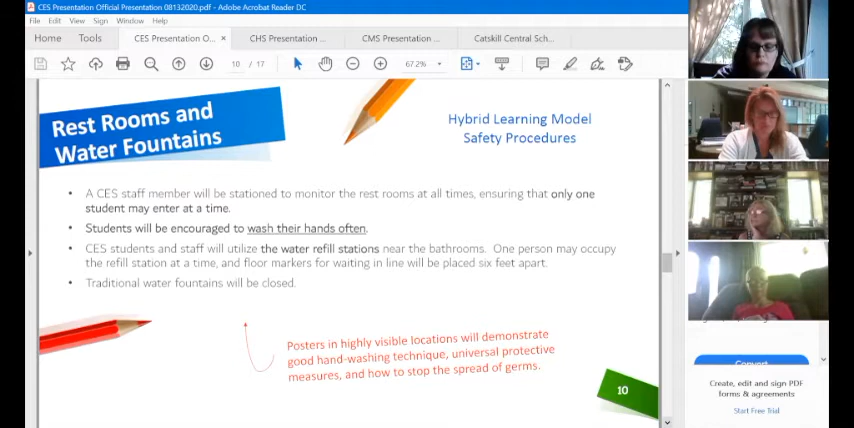 CES Presentation Official Presentation 08132020.pdf - Adobe Acrobat Reader DC
File Edit View Sign Window Help
Home Tools CES Presentation O... × CHS Presentation ... CMS Presentation ... Catskill Central Sch...
10 / 17 67.2%
Rest Rooms and
Water Fountains
Hybrid Learning Model
Safety Procedures
• A CES staff member will be stationed to monitor the rest rooms at all times, ensuring that only one
student may enter at a time.
• Students will be encouraged to wash their hands often.
• CES students and staff will utilize the water refill stations near the bathrooms. One person may occupy
the refill station at a time, and floor markers for waiting in line will be placed six feet apart.
• Traditional water fountains will be closed.
Posters in highly visible locations will demonstrate
good hand-washing technique, universal protective
measures, and how to stop the spread of germs.
10
Convert
Create, edit and sign PDF
forms & agreements
Start Free Trial